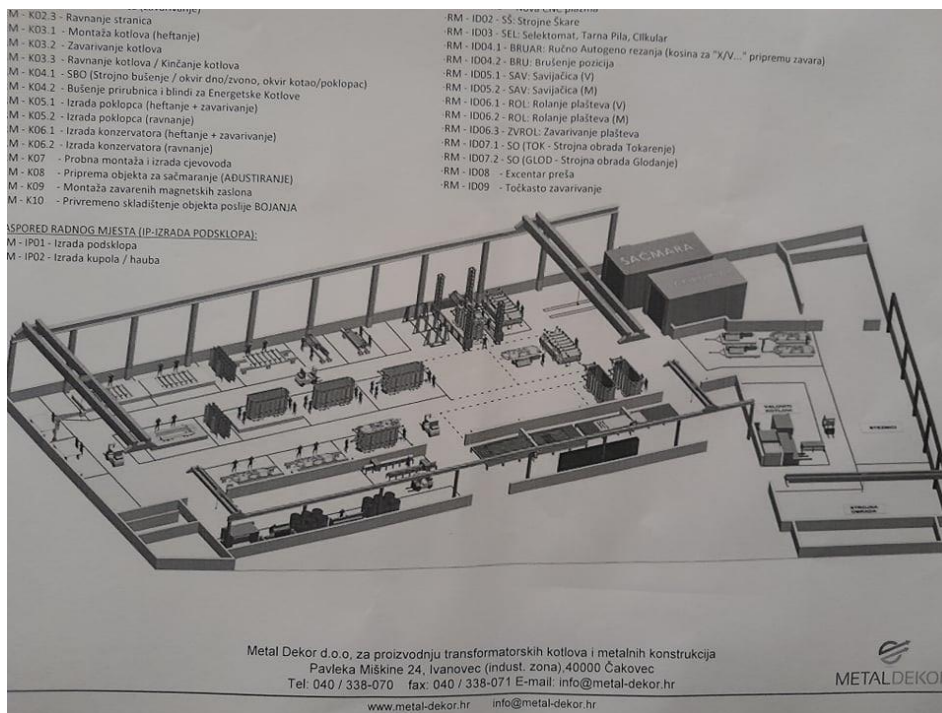 M - K02.3 - Ravnanje stranica
M - K03.1 - Montaža kotlova (heftanje)
M - K03.2 - Zavarivanje kotlova
M - K03.3 - Ravnanje kotlova / Kinčanje kotlova
M - K04.1 - SBO (Strojno bušenje / okvir dno/zvono, okvir kotao/poklopac)
M - K04.2 - Bušenje prirubnica i blindi za Energetske Kotlove
M - K05.1 - Izrada poklopca (heftanje + zavarivanje)
M - K05.2 - Izrada poklopca (ravnanje)
M - K06.1 - Izrada konzervatora (heftanje + zavarivanje)
M - K06.2 - Izrada konzervatora (ravnanje)
M - K07 - Probna montaža i izrada cjevovoda
M - K08 - Priprema objekta za sačmaranje (AĐUSTIRANJE)
M - K09 - Montaža zavarenih magnetskih zaslona
M - K10 - Privremeno skladištenje objekta poslije BOJANJA
ASPORED RADNOG MJESTA (IP-IZRADA PODSKLOPA):
M - IP01 - Izrada podsklopa
M - IP02 - Izrada kupola / hauba
Nova CNC plazma
-RM - ID02 - SŠ: Strojne Škare
-RM - ID03 - SEL: Selektomat, Tarna Pila, CIlkular
-RM - ID04.1 - BRUAR: Ručno Autogeno rezanja (kosina za "X/V..." pripremu zavara)
-RM - ID04.2 - BRU: Brušenje pozicija
-RM - ID05.1 - SAV: Savijačica (V)
-RM - ID05.2 - SAV: Savijačica (M)
-RM - ID06.1 - ROL: Rolanje plašteva (V)
-RM - ID06.2 - ROL: Rolanje plašteva (M)
-RM - ID06.3 - ZVROL: Zavarivanje plašteva
-RM - ID07.1 - SO (TOK - Strojna obrada Tokarenje)
-RM - ID07.2 - SO (GLOD - Strojna obrada Glodanje)
-RM - ID08 - Excentar preša
-RM - ID09 - Točkasto zavarivanje
SAČMARA
STROJNA
OBRADA
Metal Dekor d.o.o, za proizvodnju transformatorskih kotlova i metalnih konstrukcija
Pavleka Miškine 24, Ivanovec (indust. zona),40000 Čakovec
Tel: 040 / 338-070 fax: 040 / 338-071 E-mail: info@metal-dekor.hr
METALDEKOR
www.metal-dekor.hr info@metal-dekor.hr